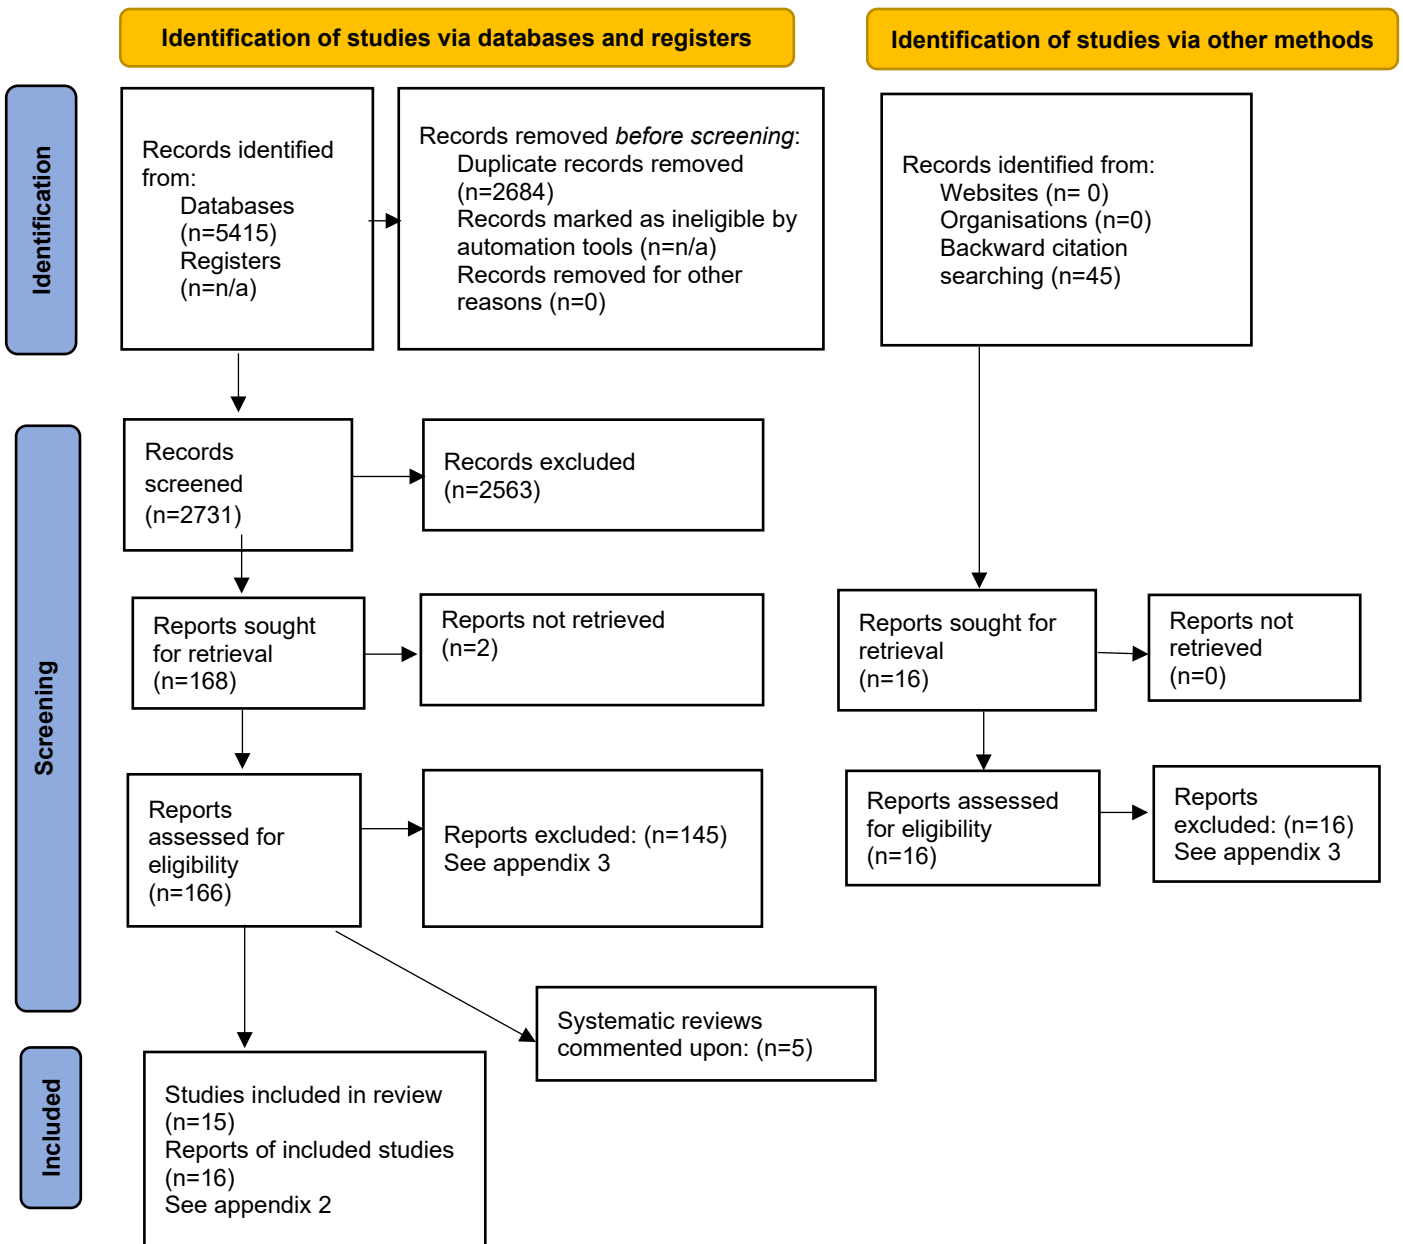 Identification of studies via databases and registers
Identification of studies via other methods
Identification
Records identified
from:
Databases
(n=5415)
Registers
(n=n/a)
Records removed before screening:
Duplicate records removed
(n=2684)
Records marked as ineligible by
automation tools (n=n/a)
Records removed for other
reasons (n=0)
Records identified from:
Websites (n= 0)
Organisations (n=0)
Backward citation
searching (n=45)
Screening
Records
screened
(n=2731)
Records excluded
(n=2563)
Reports sought
for retrieval
(n=168)
Reports not retrieved
(n=2)
Reports sought for
retrieval
(n=16)
Reports not
retrieved
(n=0)
Reports
assessed for
eligibility
(n=166)
Reports excluded: (n=145)
See appendix 3
Reports assessed
for eligibility
(n=16)
Reports
excluded: (n=16)
See appendix 3
Systematic reviews
commented upon: (n=5)
Included
Studies included in review
(n=15)
Reports of included studies
(n=16)
See appendix 2